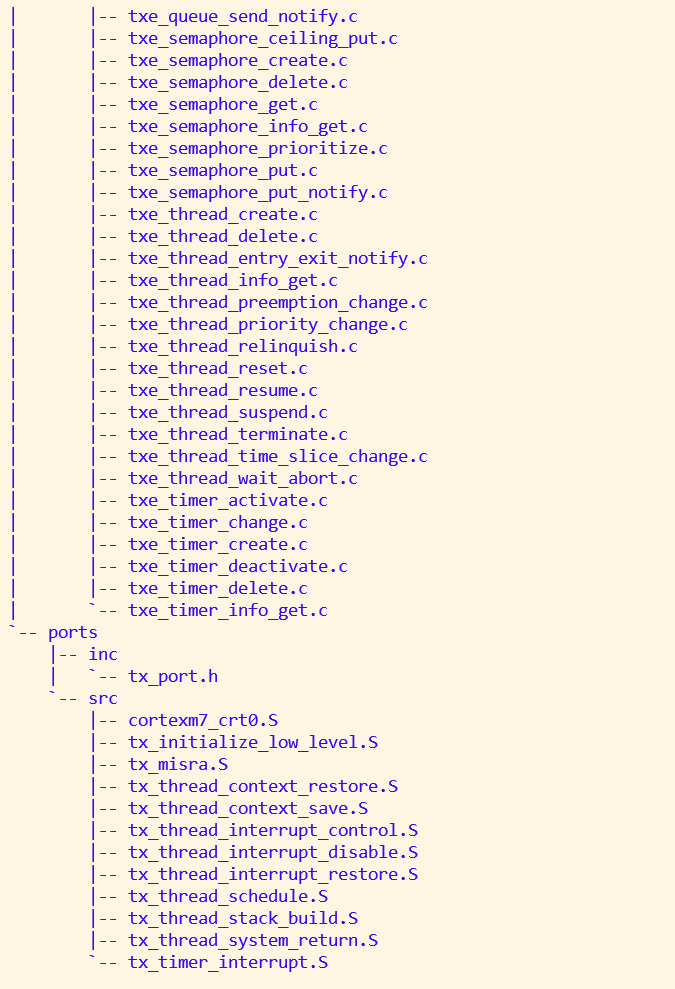 |       |-- txe_queue_send_notify.c
|       |-- txe_semaphore_ceiling_put.c
|       |-- txe_semaphore_create.c
|       |-- txe_semaphore_delete.c
|       |-- txe_semaphore_get.c
|       |-- txe_semaphore_info_get.c
|       |-- txe_semaphore_prioritize.c
|       |-- txe_semaphore_put.c
|       |-- txe_semaphore_put_notify.c
|       |-- txe_thread_create.c
|       |-- txe_thread_delete.c
|       |-- txe_thread_entry_exit_notify.c
|       |-- txe_thread_info_get.c
|       |-- txe_thread_preemption_change.c
|       |-- txe_thread_priority_change.c
|       |-- txe_thread_relinquish.c
|       |-- txe_thread_reset.c
|       |-- txe_thread_resume.c
|       |-- txe_thread_suspend.c
|       |-- txe_thread_terminate.c
|       |-- txe_thread_time_slice_change.c
|       |-- txe_thread_wait_abort.c
|       |-- txe_timer_activate.c
|       |-- txe_timer_change.c
|       |-- txe_timer_create.c
|       |-- txe_timer_deactivate.c
|       |-- txe_timer_delete.c
|       `-- txe_timer_info_get.c
`-- ports
    |-- inc
    |   `-- tx_port.h
    `-- src
        |-- cortexm7_crt0.S
        |-- tx_initialize_low_level.S
        |-- tx_misra.S
        |-- tx_thread_context_restore.S
        |-- tx_thread_context_save.S
        |-- tx_thread_interrupt_control.S
        |-- tx_thread_interrupt_disable.S
        |-- tx_thread_interrupt_restore.S
        |-- tx_thread_schedule.S
        |-- tx_thread_stack_build.S
        |-- tx_thread_system_return.S
        `-- tx_timer_interrupt.S